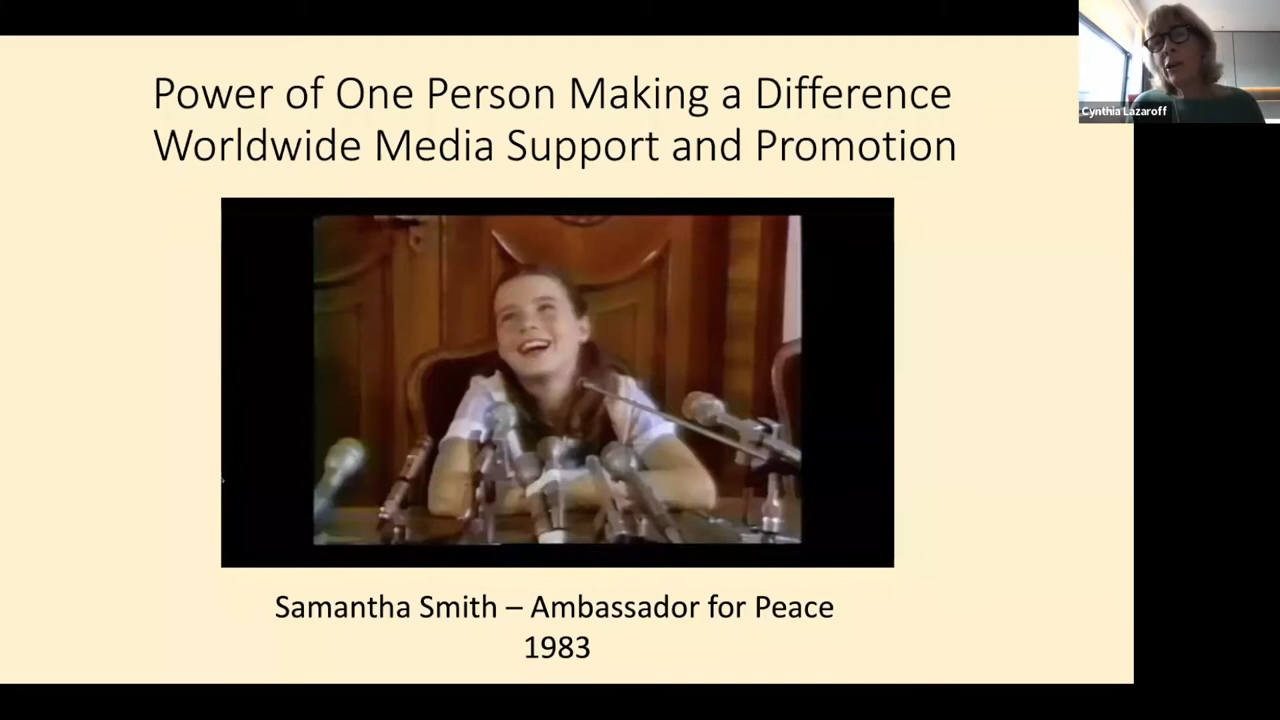 Power of One Person Making a Difference
Worldwide Media Support and Promotion
Cynthia Lazaroff
Samantha Smith – Ambassador for Peace
1983